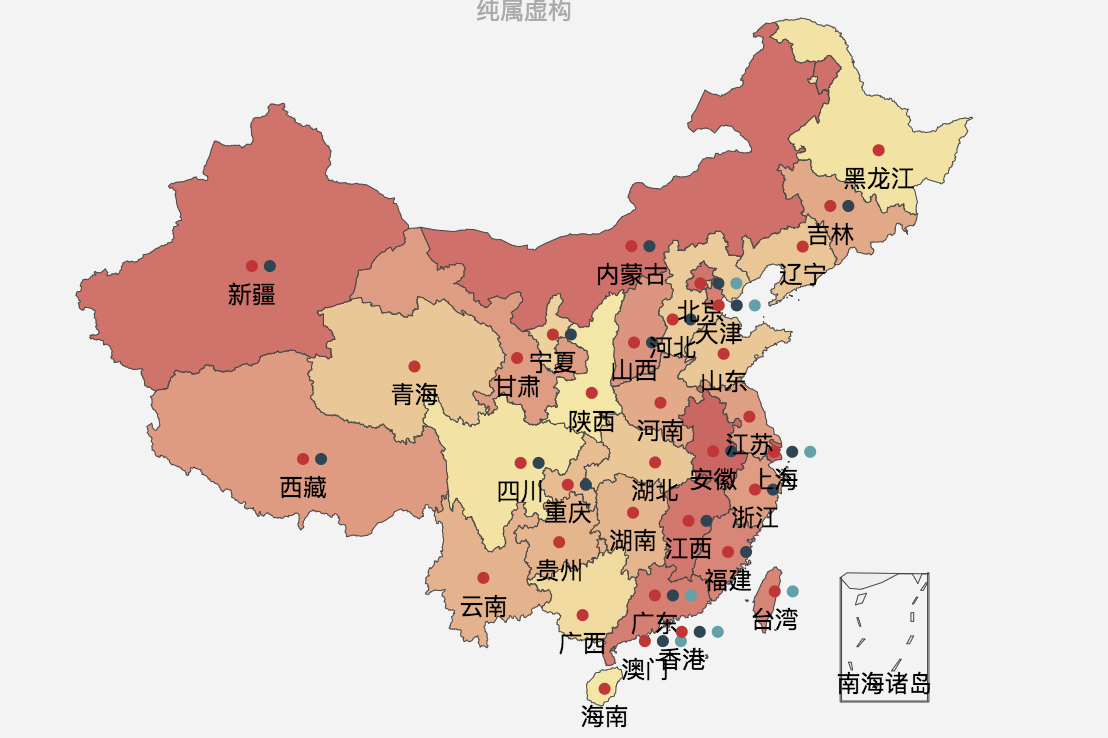 纯属虚构
黑龙江
吉林
辽宁
内蒙古
新疆
北京
天津
河北
宁夏
山西
山东
甘肃
青海
陕西
河南
江苏
安徽
上海
西藏
四川
湖北
重庆
浙江
湖南
江西
贵州
福建
云南
台湾
广东
广西
香港
澳门
南海诸岛
海南